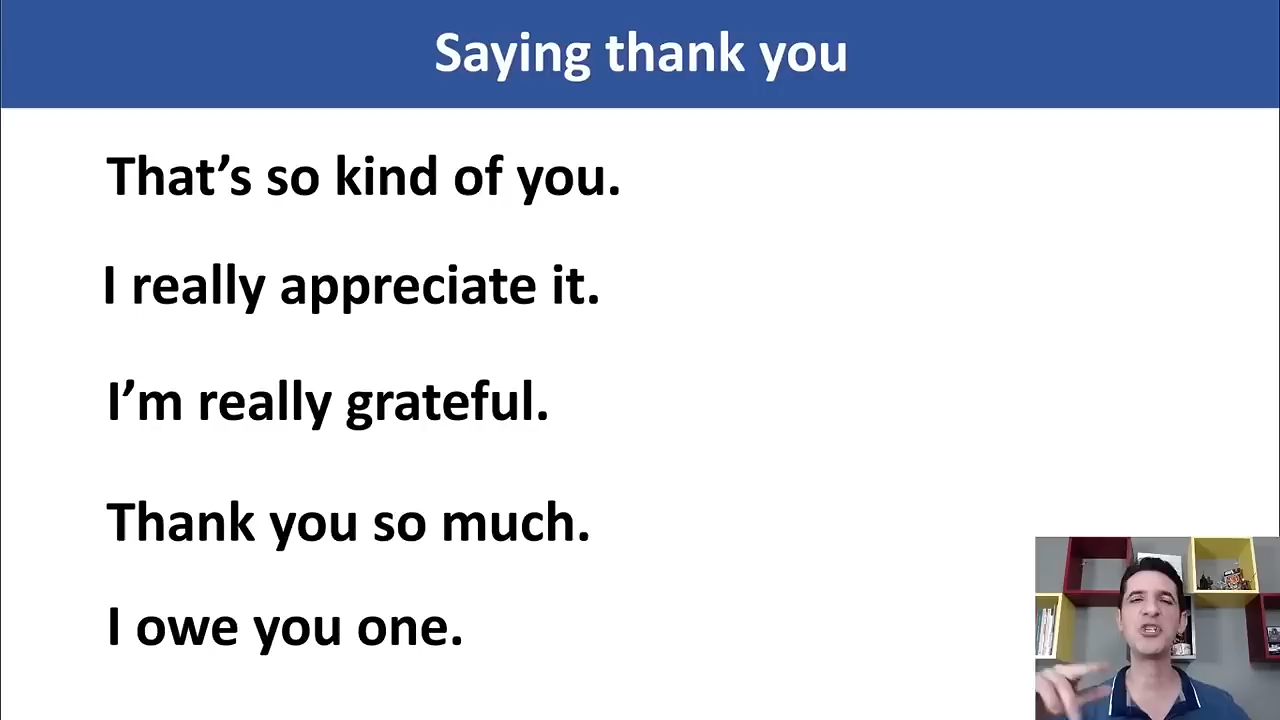 Saying thank you
That’s so kind of you.
I really appreciate it.
I’m really grateful.
Thank you so much.
I owe you one.